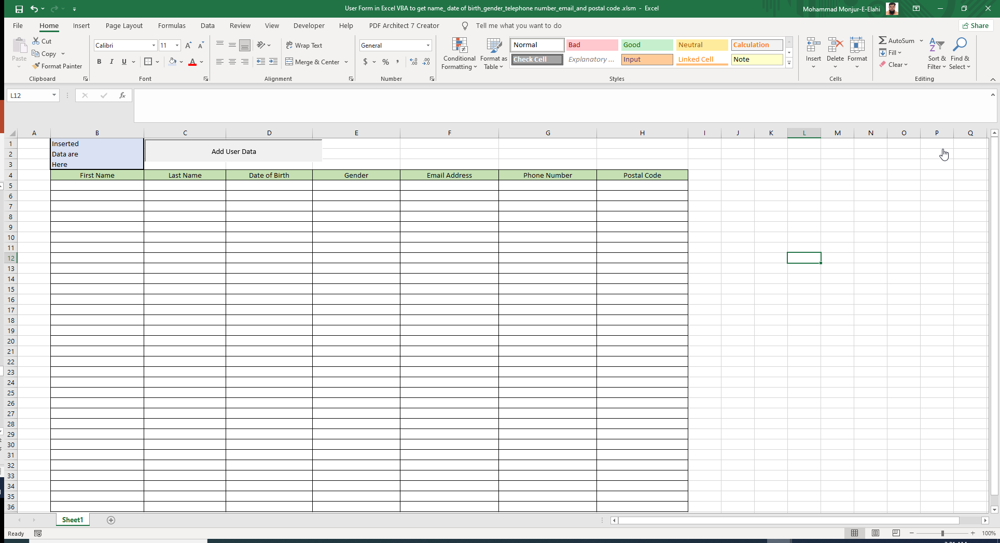 User Form in Excel VBA to get name_ date of birth_gender_telephone number_email_and postal code .xlsm - Excel
Mohammad Monjur-E-Elahi
File Home Insert Page Layout Formulas Data Review View Developer Help PDF Architect 7 Creator Tell me what you want to do Share
Paste
Cut
Copy
Format Painter
Clipboard
Calibri 11
B I U
Font
Wrap Text
Merge & Center
Alignment
General
$ % ,
Number
Conditional Formatting
Format as Table
Normal Bad Good Neutral Calculation
Check Cell Explanatory ... Input Linked Cell Note
Styles
Insert Delete Format
Cells
AutoSum
Fill
Clear
Sort & Filter
Find & Select
Editing
L12
fx
A B C D E F G H I J K L M N O P Q
1 Inserted
2 Data are
3 Here
Add User Data
4 First Name Last Name Date of Birth Gender Email Address Phone Number Postal Code
5
6
7
8
9
10
11
12
13
14
15
16
17
18
19
20
21
22
23
24
25
26
27
28
29
30
31
32
33
34
35
36
Sheet1
Ready
100%